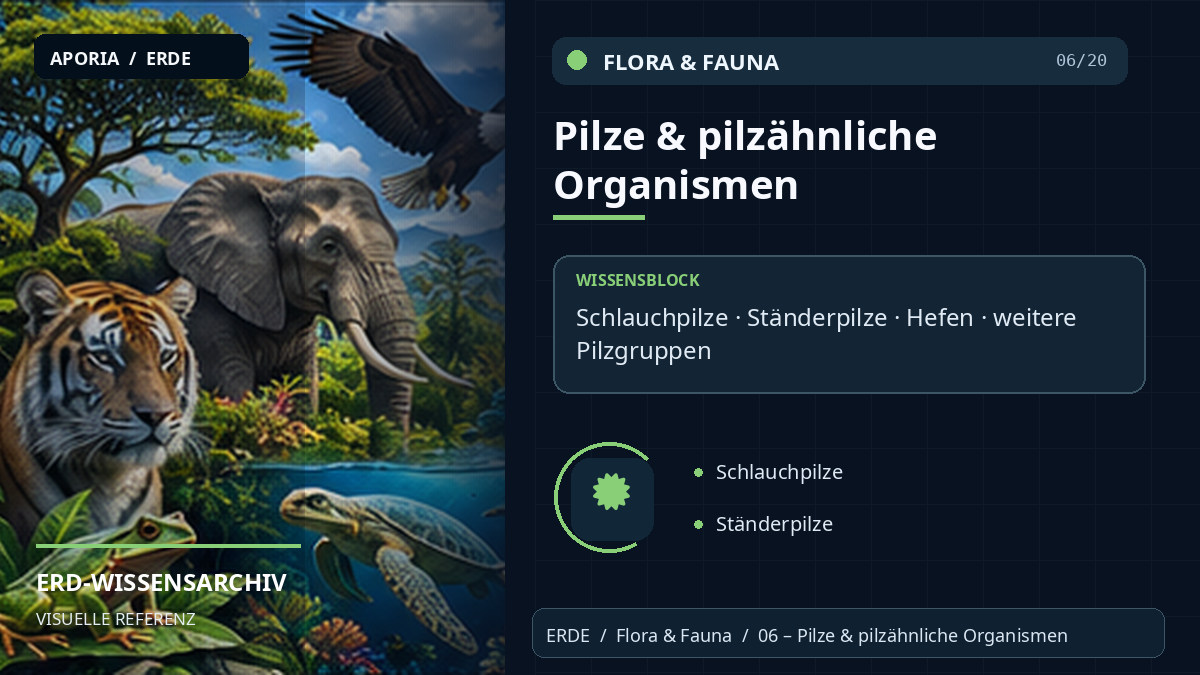 APORIA / ERDE
ERD-WISSENSARCHIV
VISUELLE REFERENZ
FLORA & FAUNA
06/20
Pilze & pilzähnliche
Organismen
WISSENSBLOCK
Schlauchpilze · Ständerpilze · Hefen · weitere
Pilzgruppen
Schlauchpilze
Ständerpilze
ERDE / Flora & Fauna / 06 – Pilze & pilzähnliche Organismen